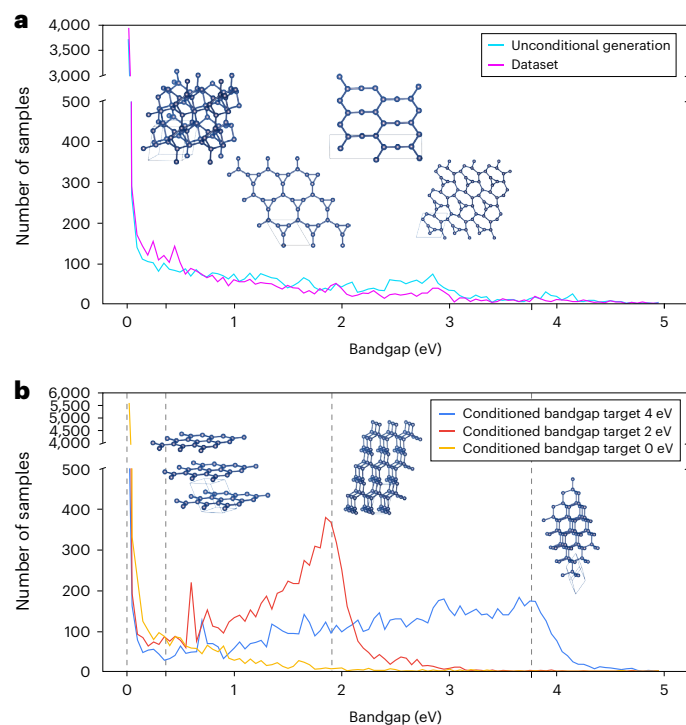 a
4,000
3,500
3,000
500
400
300
200
100
0
Number of samples
Unconditional generation
Dataset
0
1
2
3
4
5
Bandgap (eV)
b
6,000
5,500
5,000
4,500
4,000
500
400
300
200
100
0
Number of samples
Conditioned bandgap target 4 eV
Conditioned bandgap target 2 eV
Conditioned bandgap target 0 eV
0
1
2
3
4
5
Bandgap (eV)